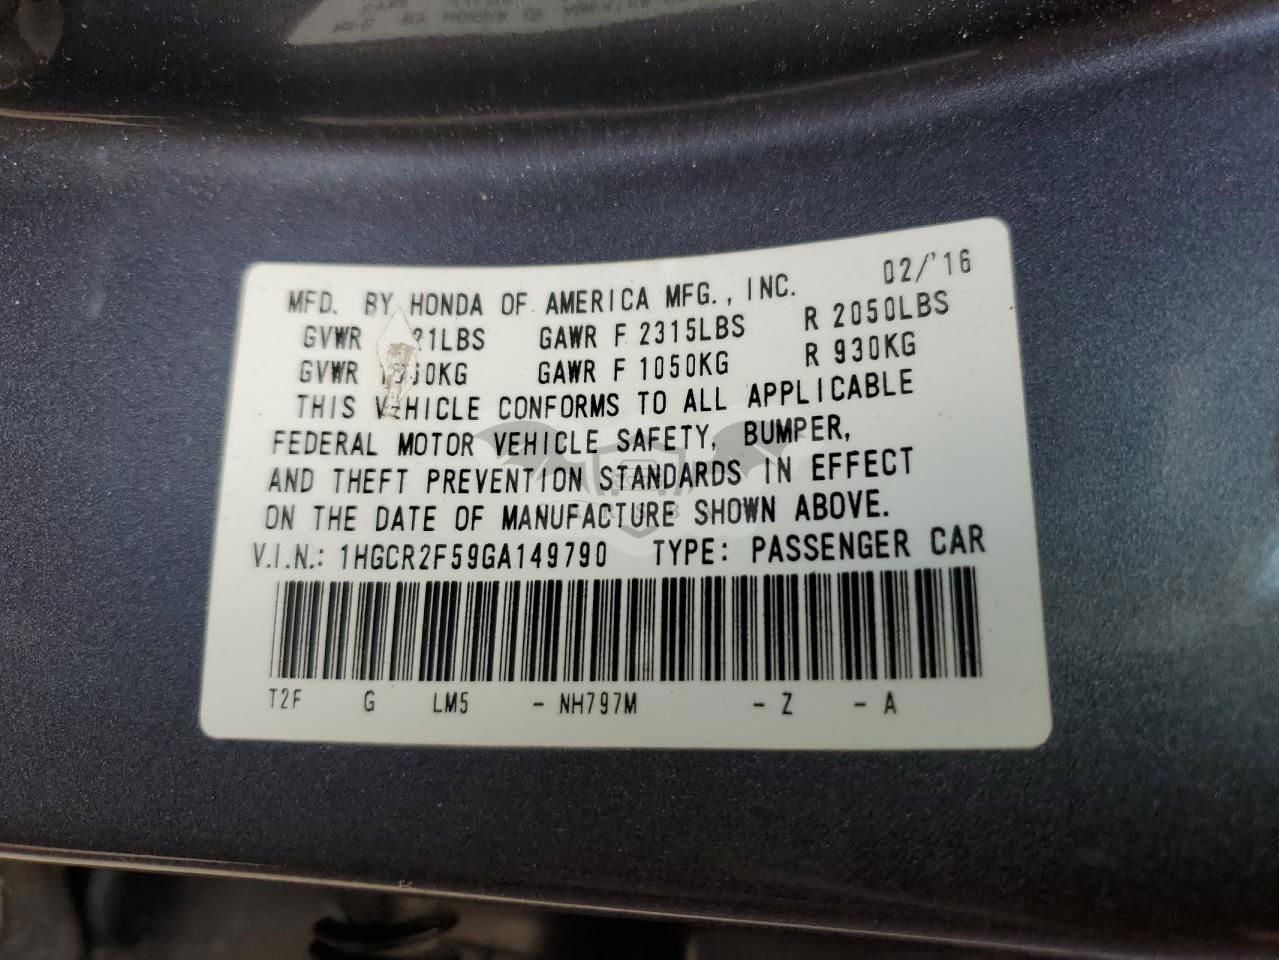 MFD. BY HONDA OF AMERICA MFG., INC. 02/'16
GVWR 21LBS GAWR F 2315LBS R 2050LBS
GVWR GAWR F 1050KG R 930KG
THIS VEHICLE CONFORMS TO ALL APPLICABLE
FEDERAL MOTOR VEHICLE SAFETY, BUMPER,
AND THEFT PREVENTION STANDARDS IN EFFECT
ON THE DATE OF MANUFACTURE SHOWN ABOVE.
V.I.N.: 1HGCR2F59GA149790 TYPE: PASSENGER CAR
T2F G LM5 - NH797M - Z - A